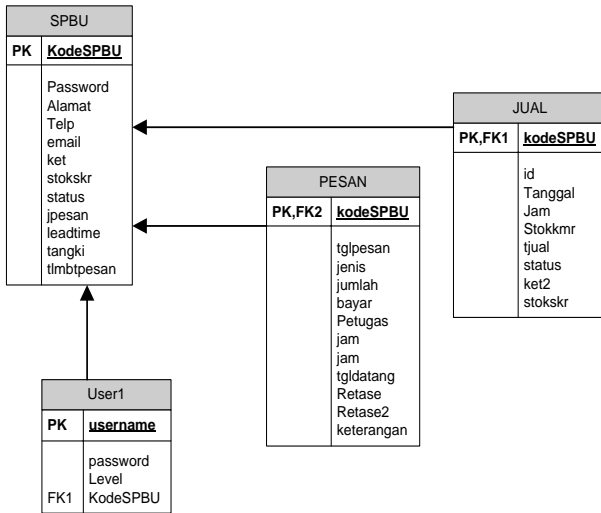 SPBU
PK KodeSPBU
Password
Alamat
Telp
email
ket
stokskr
status
jpesan
leadtime
tangki
tlmbtpesan
JUAL
PK,FK1 kodeSPBU
id
Tanggal
Jam
Stokkmr
tjual
status
ket2
stokskr
PESAN
PK,FK2 kodeSPBU
tglpesan
jenis
jumlah
bayar
Petugas
jam
jam
tgldatang
Retase
Retase2
keterangan
User1
PK username
password
Level
FK1 KodeSPBU